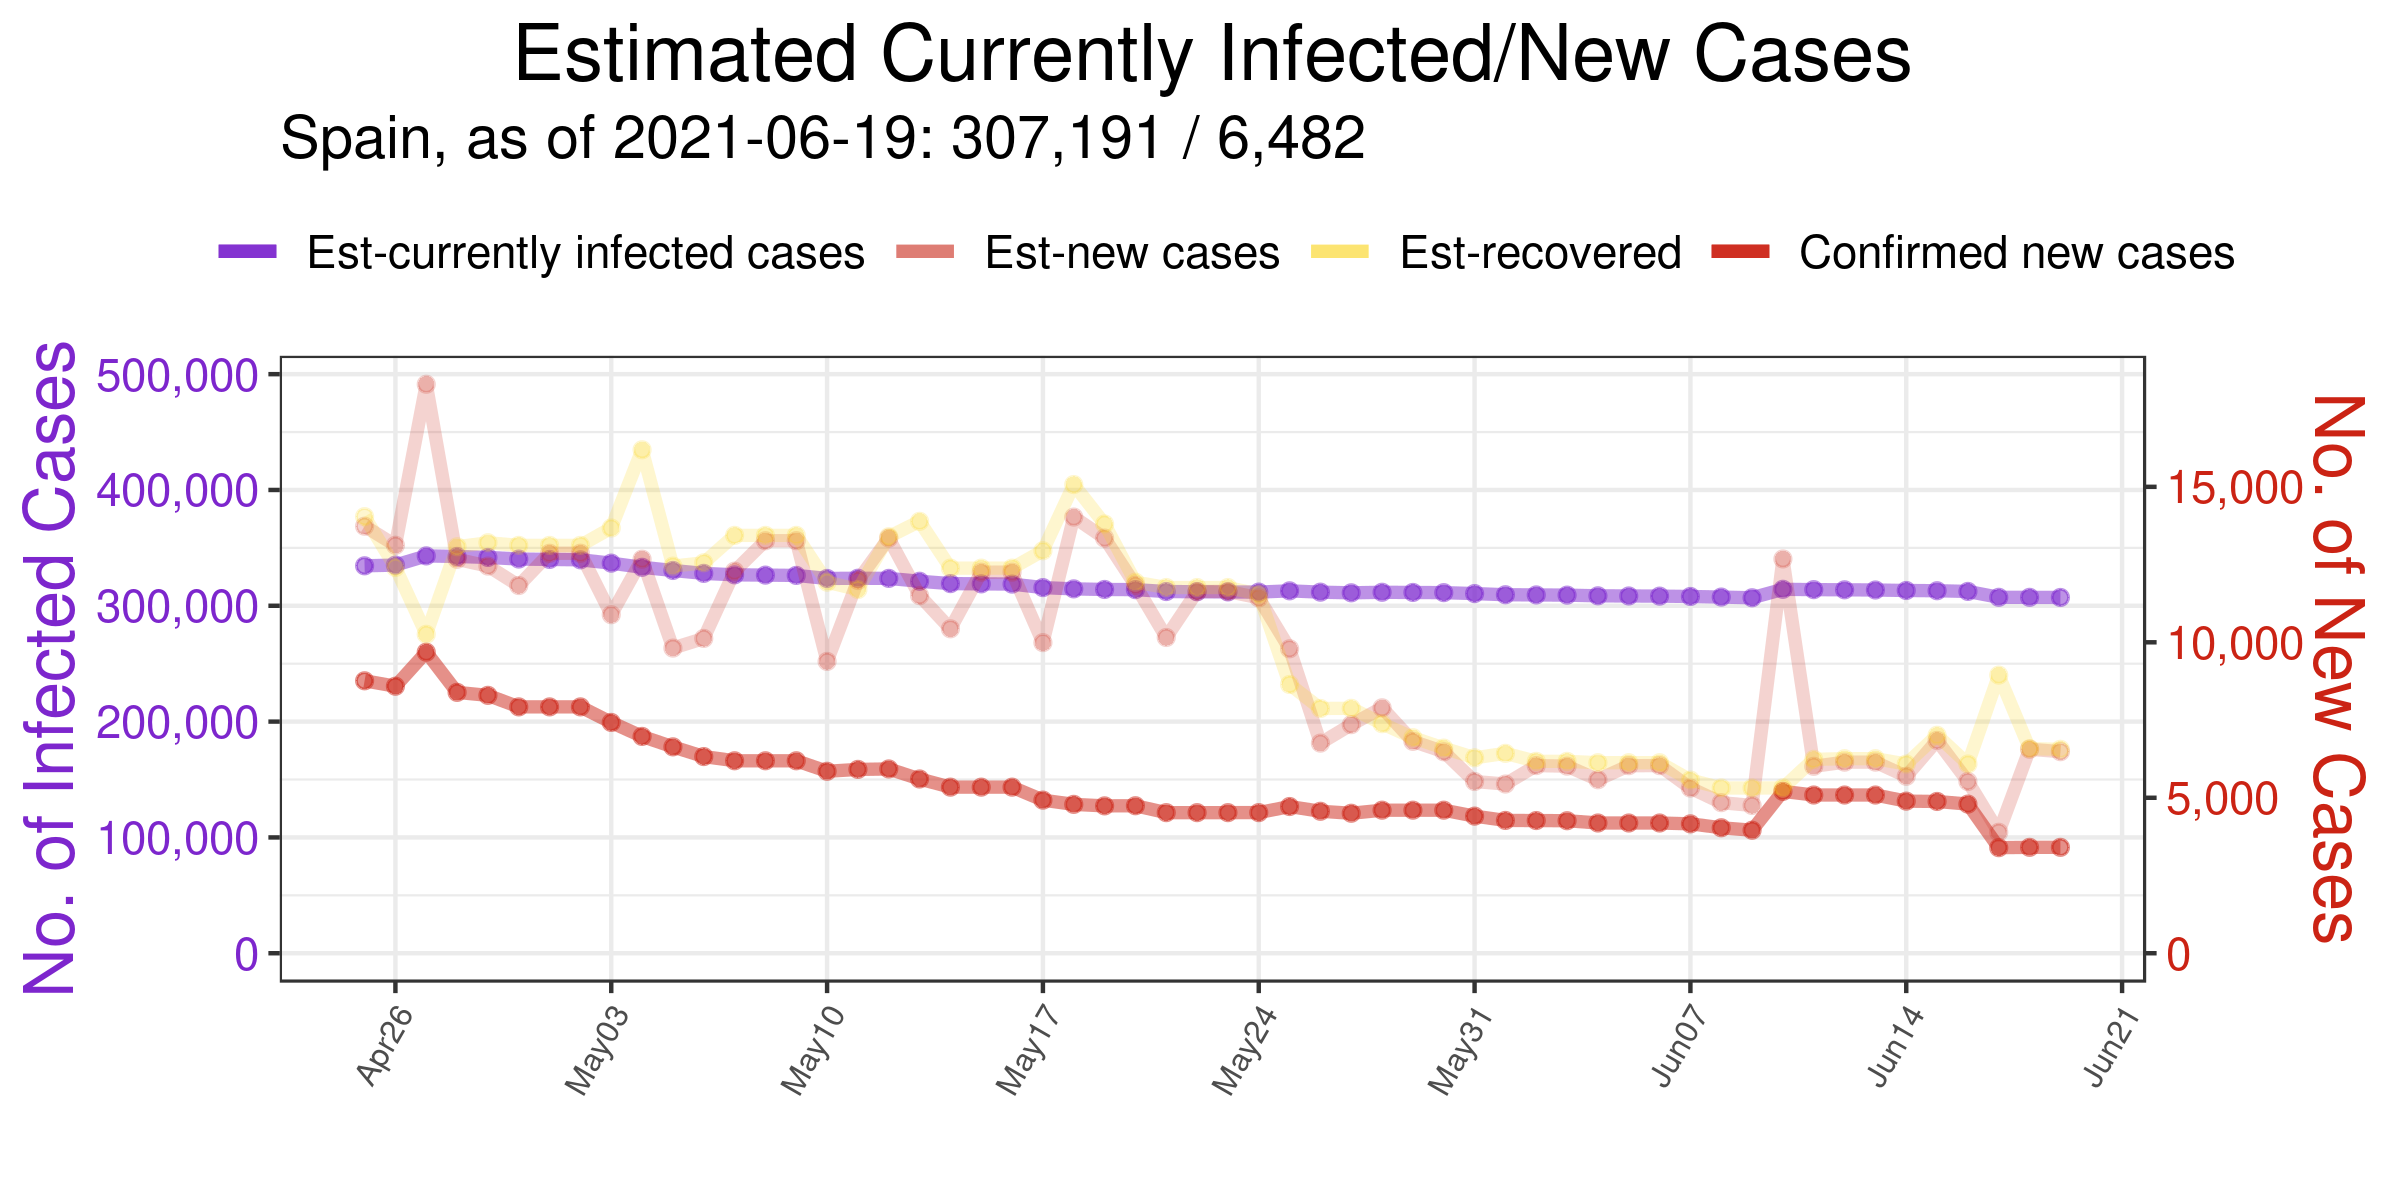 Estimated Currently Infected/New Cases
Spain, as of 2021-06-19: 307,191 / 6,482
Est-currently infected cases Est-new cases Est-recovered Confirmed new cases
No. of Infected Cases
500,000
400,000
300,000
200,000
100,000
0
15,000
10,000
5,000
0
No. of New Cases
Apr26 May03 May10 May17 May24 May31 Jun07 Jun14 Jun21